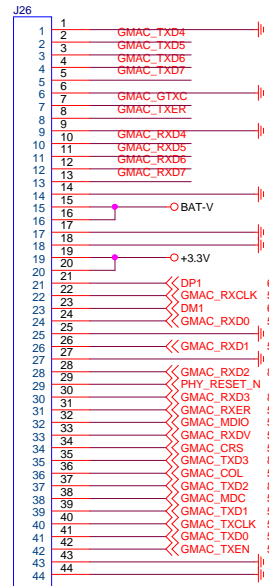 J26
1 1
2 2 GMAC_TXD4
3 3 GMAC_TXD5
4 4 GMAC_TXD6
5 5 GMAC_TXD7
6 6
7 7 GMAC_GTXC
8 8 GMAC_TXER
9 9
10 10 GMAC_RXD4
11 11 GMAC_RXD5
12 12 GMAC_RXD6
13 13 GMAC_RXD7
14 14
15 15 BAT-V
16 16
17 17
18 18
19 19 +3.3V
20 20
21 21 DP1
22 22 GMAC_RXCLK
23 23 DM1
24 24 GMAC_RXD0
25 25
26 26 GMAC_RXD1
27 27
28 28 GMAC_RXD2
29 29 PHY_RESET_N
30 30 GMAC_RXD3
31 31 GMAC_RXER
32 32 GMAC_MDIO
33 33 GMAC_RXDV
34 34 GMAC_CRS
35 35 GMAC_TXD3
36 36 GMAC_COL
37 37 GMAC_TXD2
38 38 GMAC_MDC
39 39 GMAC_TXD1
40 40 GMAC_TXCLK
41 41 GMAC_TXD0
42 42 GMAC_TXEN
43 43
44 44